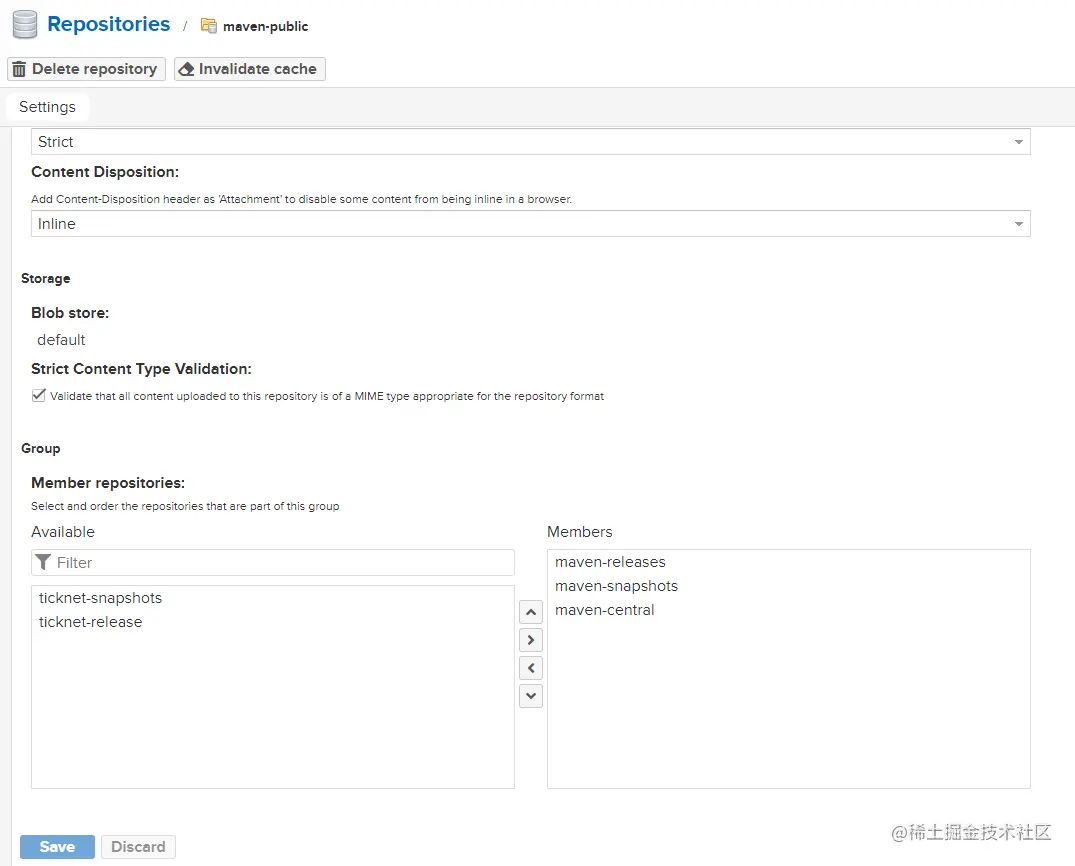 Repositories / maven-public
Delete repository Invalidate cache
Settings
Strict
Content Disposition:
Add Content-Disposition header as 'Attachment' to disable some content from being inline in a browser.
Inline
Storage
Blob store:
default
Strict Content Type Validation:
Validate that all content uploaded to this repository is of a MIME type appropriate for the repository format
Group
Member repositories:
Select and order the repositories that are part of this group
Available
Filter
ticknet-snapshots
ticknet-release
Members
maven-releases
maven-snapshots
maven-central
Save Discard
@稀土掘金技术社区